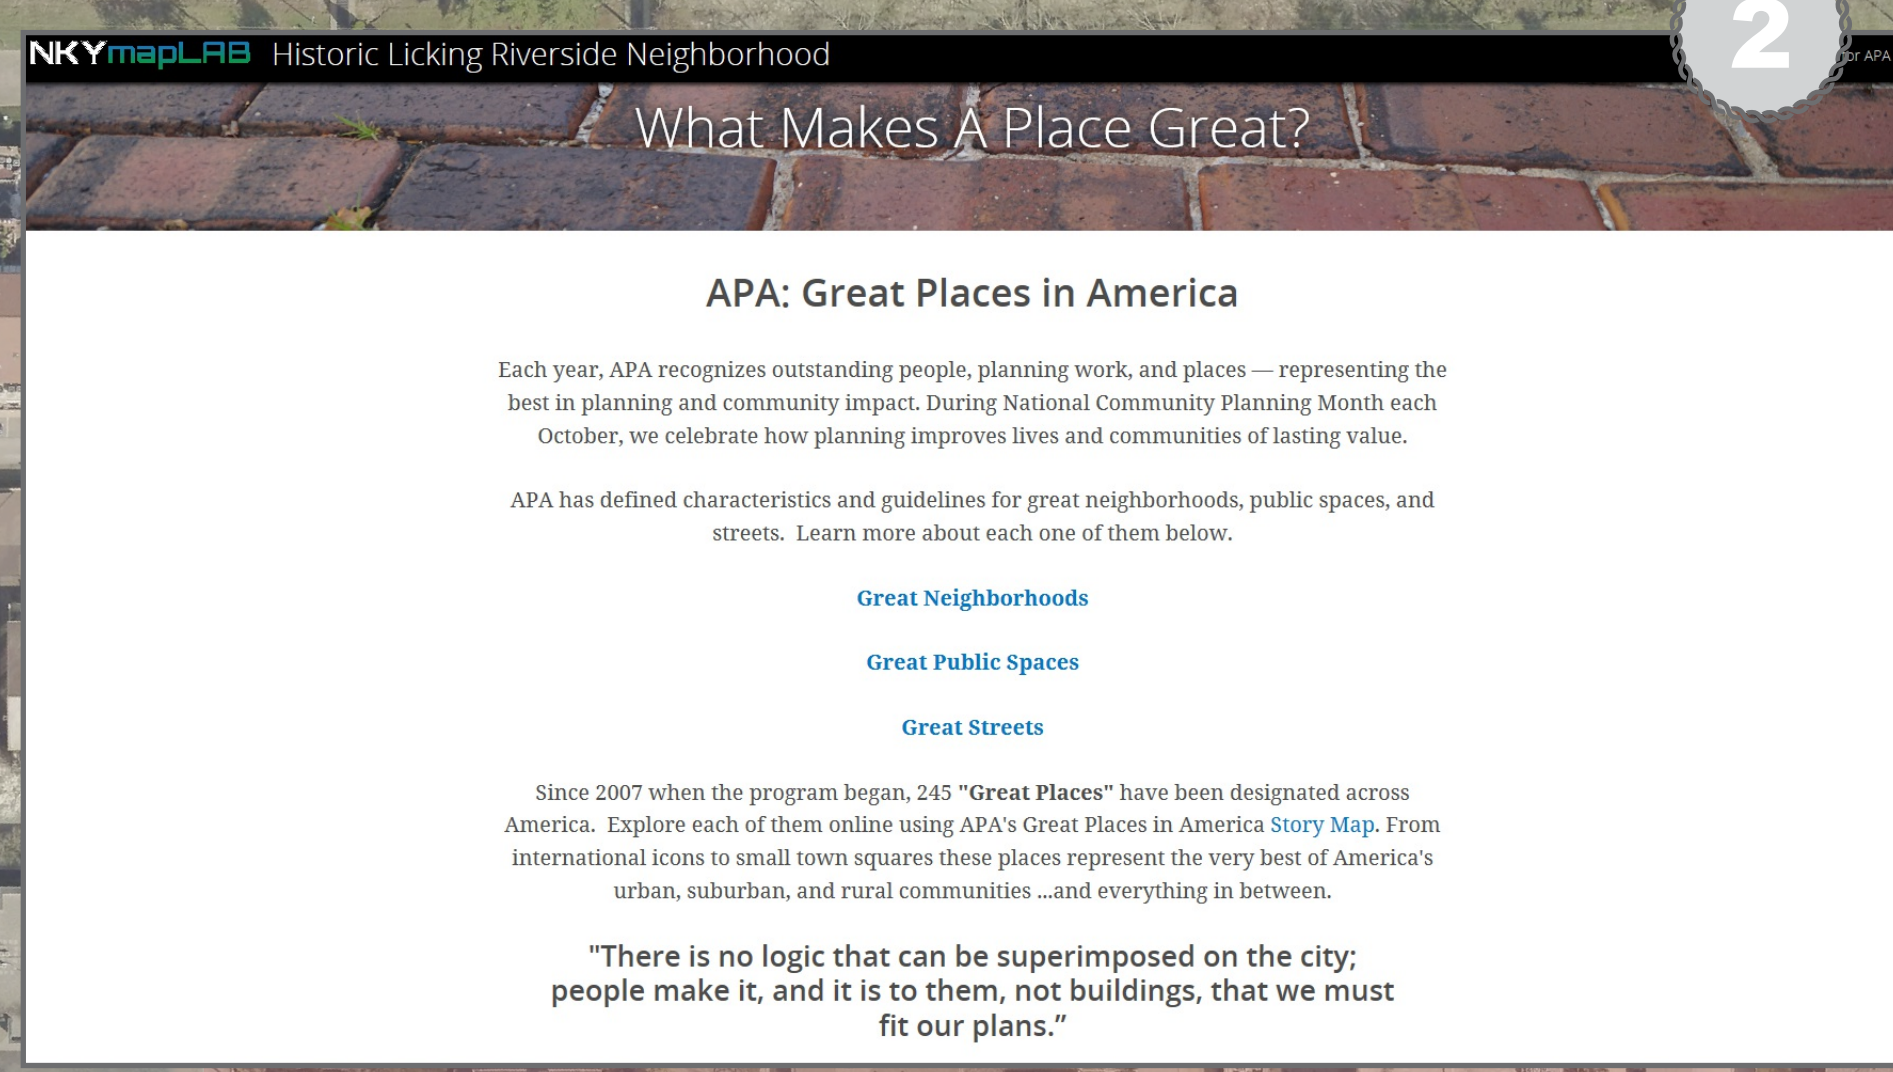 NKYmapLAB Historic Licking Riverside Neighborhood
2
or APA
What Makes A Place Great?
APA: Great Places in America
Each year, APA recognizes outstanding people, planning work, and places — representing the
best in planning and community impact. During National Community Planning Month each
October, we celebrate how planning improves lives and communities of lasting value.
APA has defined characteristics and guidelines for great neighborhoods, public spaces, and
streets.  Learn more about each one of them below.
Great Neighborhoods
Great Public Spaces
Great Streets
Since 2007 when the program began, 245 "Great Places" have been designated across
America.  Explore each of them online using APA's Great Places in America Story Map. From
international icons to small town squares these places represent the very best of America's
urban, suburban, and rural communities ...and everything in between.
"There is no logic that can be superimposed on the city;
people make it, and it is to them, not buildings, that we must
fit our plans.”